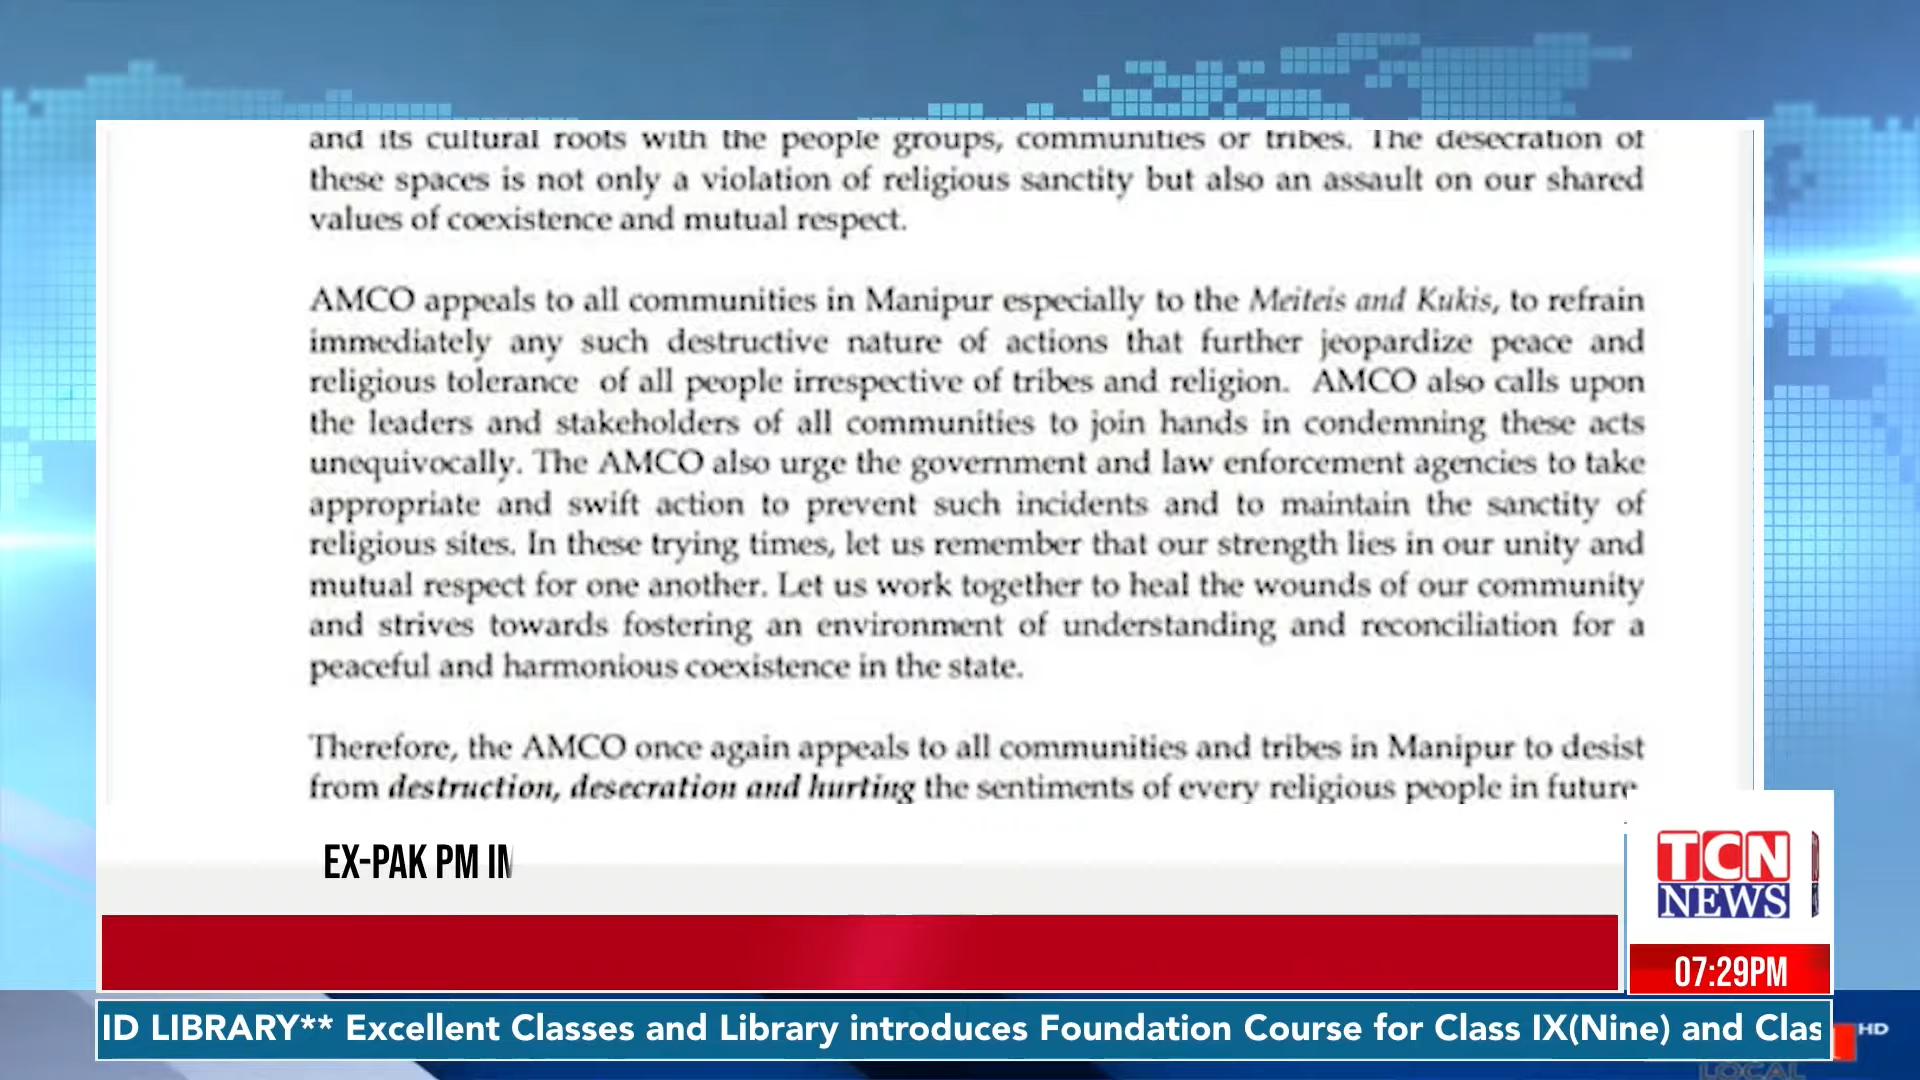 and its cultural roots with the people groups, communities or tribes. The desecration of
these spaces is not only a violation of religious sanctity but also an assault on our shared
values of coexistence and mutual respect.
AMCO appeals to all communities in Manipur especially to the Meiteis and Kukis, to refrain
immediately any such destructive nature of actions that further jeopardize peace and
religious tolerance of all people irrespective of tribes and religion. AMCO also calls upon
the leaders and stakeholders of all communities to join hands in condemning these acts
unequivocally. The AMCO also urge the government and law enforcement agencies to take
appropriate and swift action to prevent such incidents and to maintain the sanctity of
religious sites. In these trying times, let us remember that our strength lies in our unity and
mutual respect for one another. Let us work together to heal the wounds of our community
and strives towards fostering an environment of understanding and reconciliation for a
peaceful and harmonious coexistence in the state.
Therefore, the AMCO once again appeals to all communities and tribes in Manipur to desist
from destruction, desecration and hurting the sentiments of every religious people in future
EX-PAK PM
TCN
NEWS
07:29PM
ID LIBRARY** Excellent Classes and Library introduces Foundation Course for Class IX(Nine) and Clas
HD
LOCAL